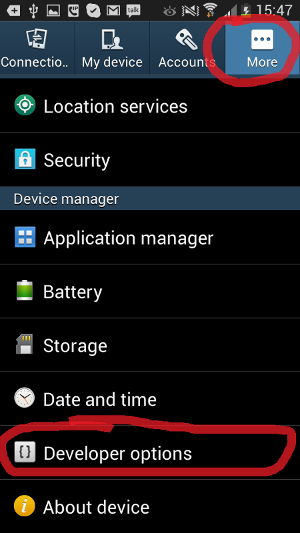 15:47
Connectio..
My device
Accounts
More
Location services
Security
Device manager
Application manager
Battery
Storage
Date and time
Developer options
About device